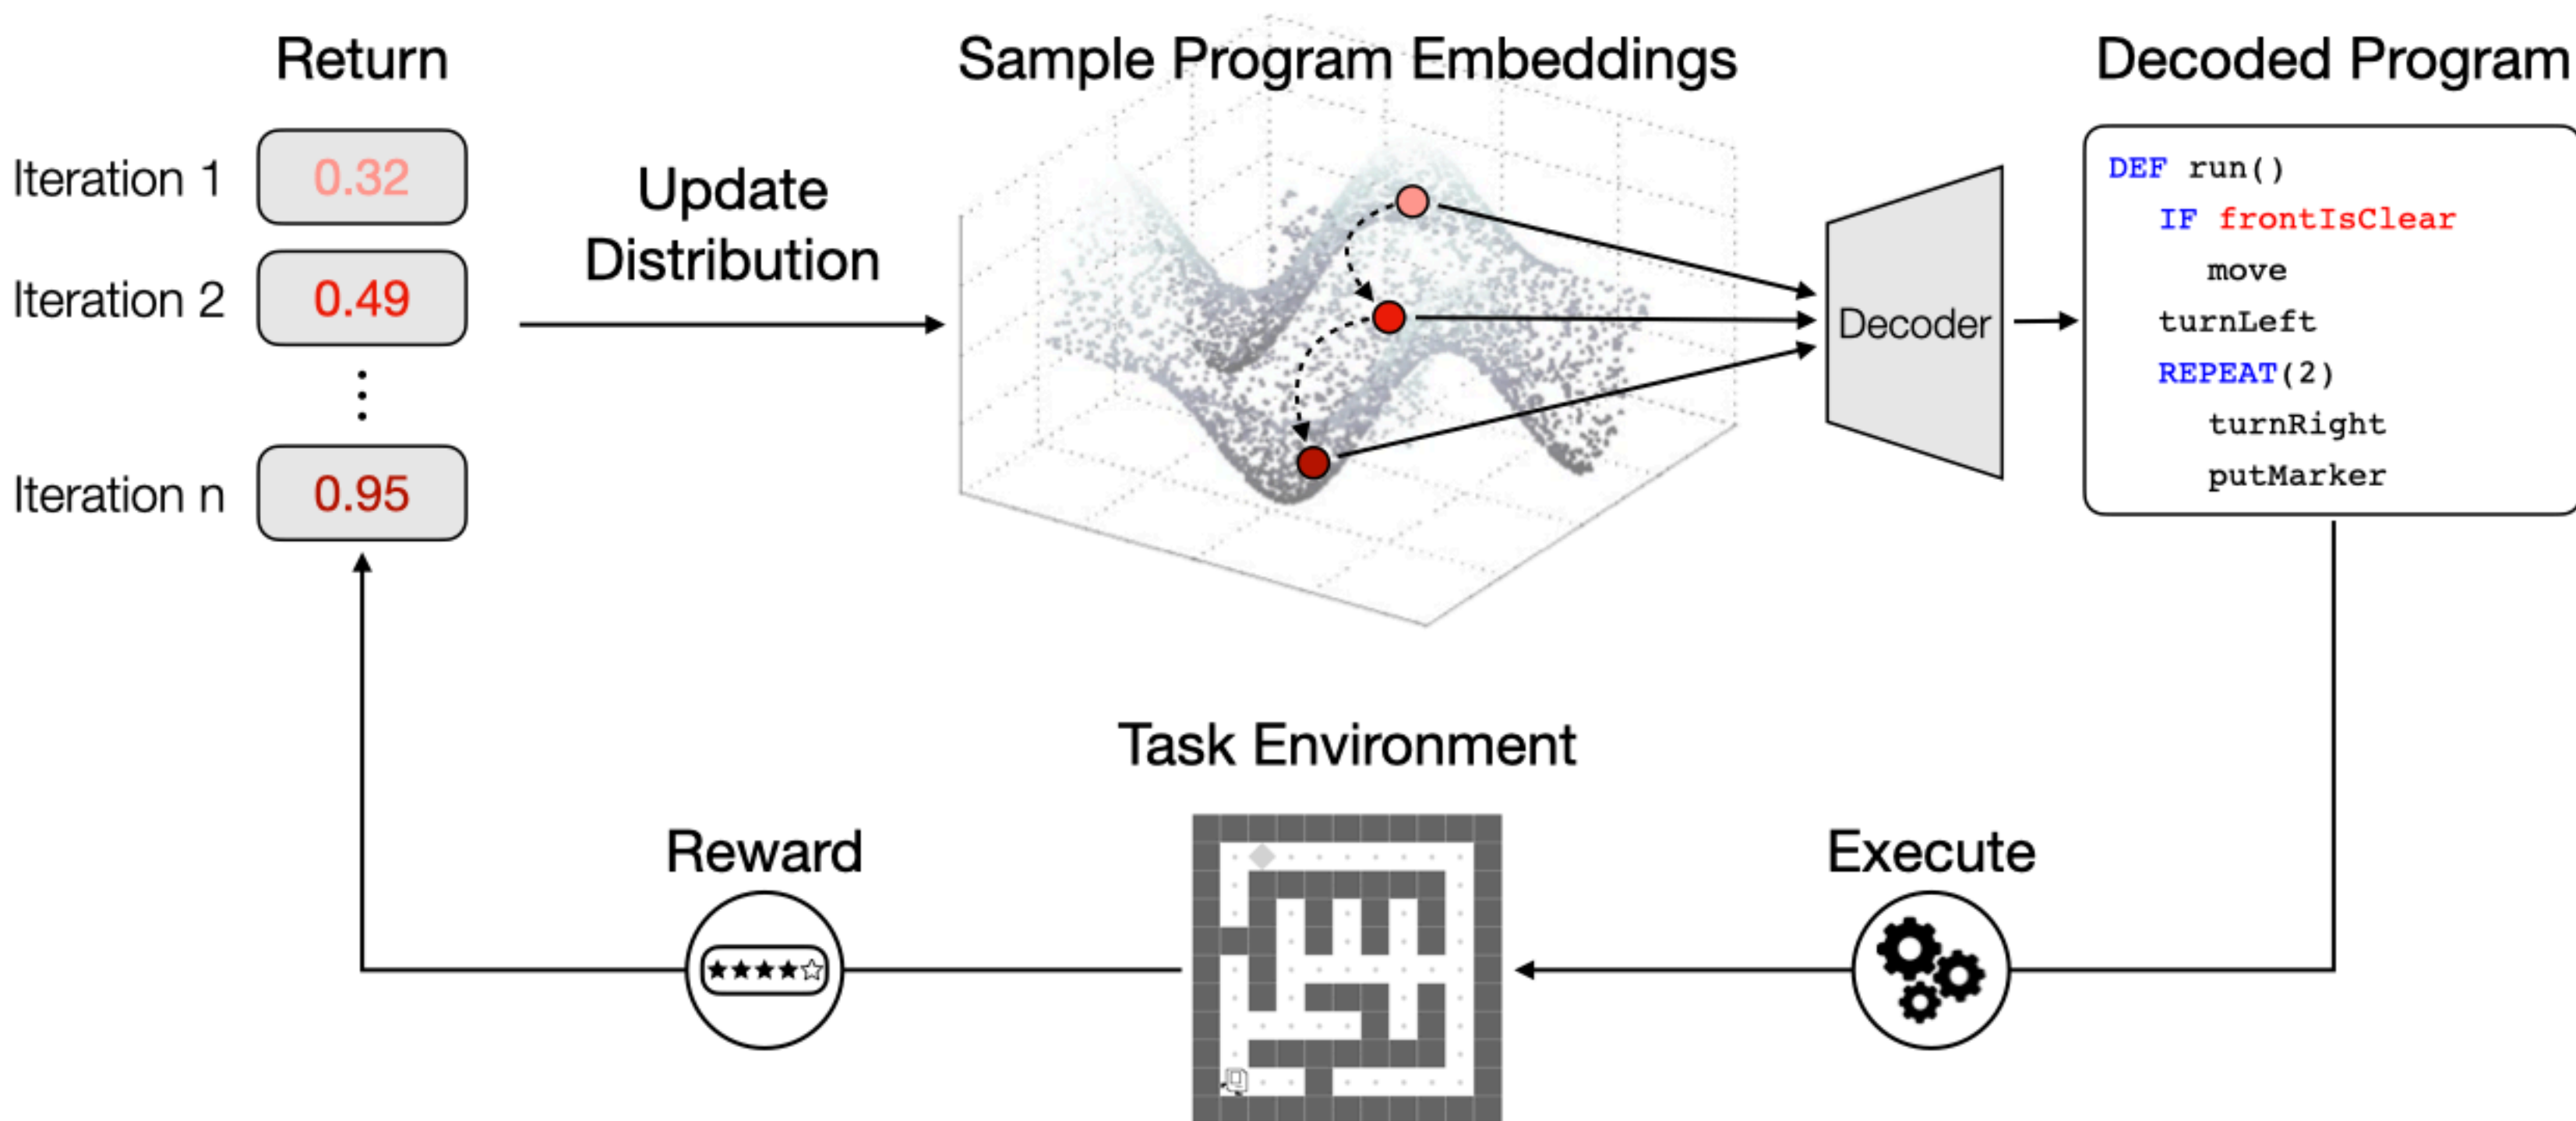 Return
Iteration 1
0.32
Iteration 2
0.49
Iteration n
0.95
Update
Distribution
Sample Program Embeddings
Decoder
Decoded Program
DEF run()
IF frontIsClear
move
turnLeft
REPEAT(2)
turnRight
putMarker
Task Environment
Reward
Execute